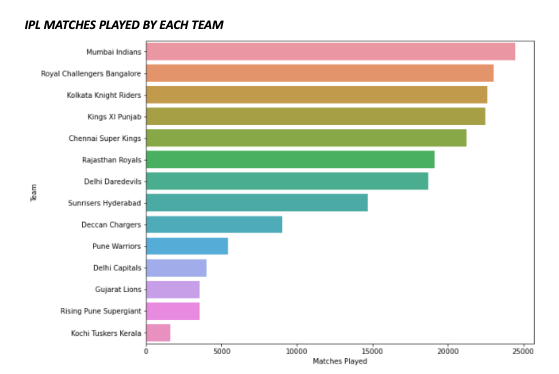 IPL MATCHES PLAYED BY EACH TEAM
Mumbai Indians
Royal Challengers Bangalore
Kolkata Knight Riders
Kings XI Punjab
Chennai Super Kings
Rajasthan Royals
Delhi Daredevils
Sunrisers Hyderabad
Deccan Chargers
Pune Warriors
Delhi Capitals
Gujarat Lions
Rising Pune Supergiant
Kochi Tuskers Kerala
Team
0 5000 10000 15000 20000 25000
Matches Played